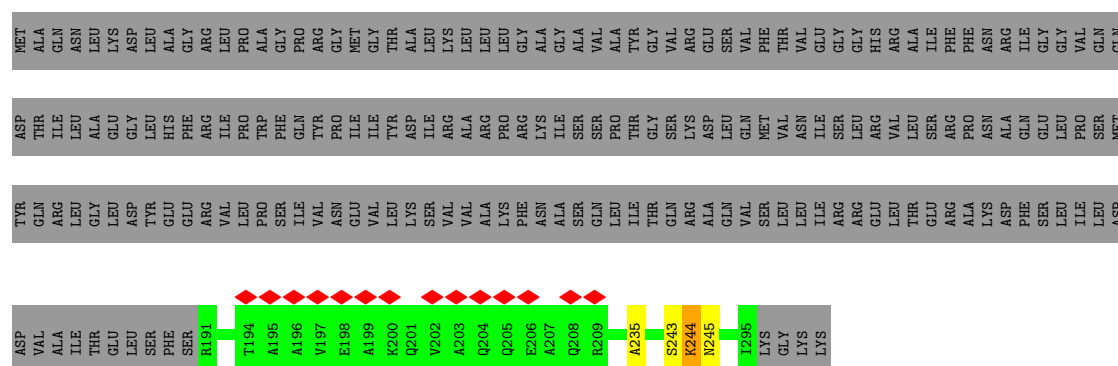 MET ALA GLN ASN LEU LYS ASP LEU ALA GLY ARG LEU PRO ALA GLY PRO ARG GLY MET GLY THR ALA LEU LYS LEU LEU LEU GLY ALA GLY ALA VAL ALA TYR GLY VAL ARG GLU SER VAL PHE THR VAL GLU GLY GLY HIS ARG ALA ILE PHE PHE ASN ARG ILE GLY GLY VAL GLN GLN
ASP THR ILE LEU ALA GLU GLY LEU HIS PHE ARG ILE PRO TRP PHE GLN TYR PRO ILE ILE TYR ASP ILE ARG ALA ARG PRO ARG LYS ILE SER SER PRO THR GLY SER LYS ASP LEU GLN MET VAL ASN ILE SER LEU ARG VAL LEU SER ARG PRO ASN ALA GLN GLU LEU PRO SER MET
TYR GLN ARG LEU GLY LEU ASP TYR GLU GLU ARG VAL LEU PRO SER ILE VAL ASN GLU VAL LEU LYS SER VAL VAL ALA LYS PHE ASN ALA SER GLN LEU ILE THR GLN ARG ALA GLN VAL SER LEU LEU ILE ARG ARG GLU LEU THR GLU ARG ALA LYS ASP PHE SER LEU ILE LEU ASP
ASP VAL ALA ILE THR GLU LEU SER PHE SER R191 T194 A195 A196 V197 E198 A199 K200 Q201 V202 A203 Q204 Q205 E206 A207 Q208 R209 A235 S243 K244 N245 I295 LYS GLY LYS LYS